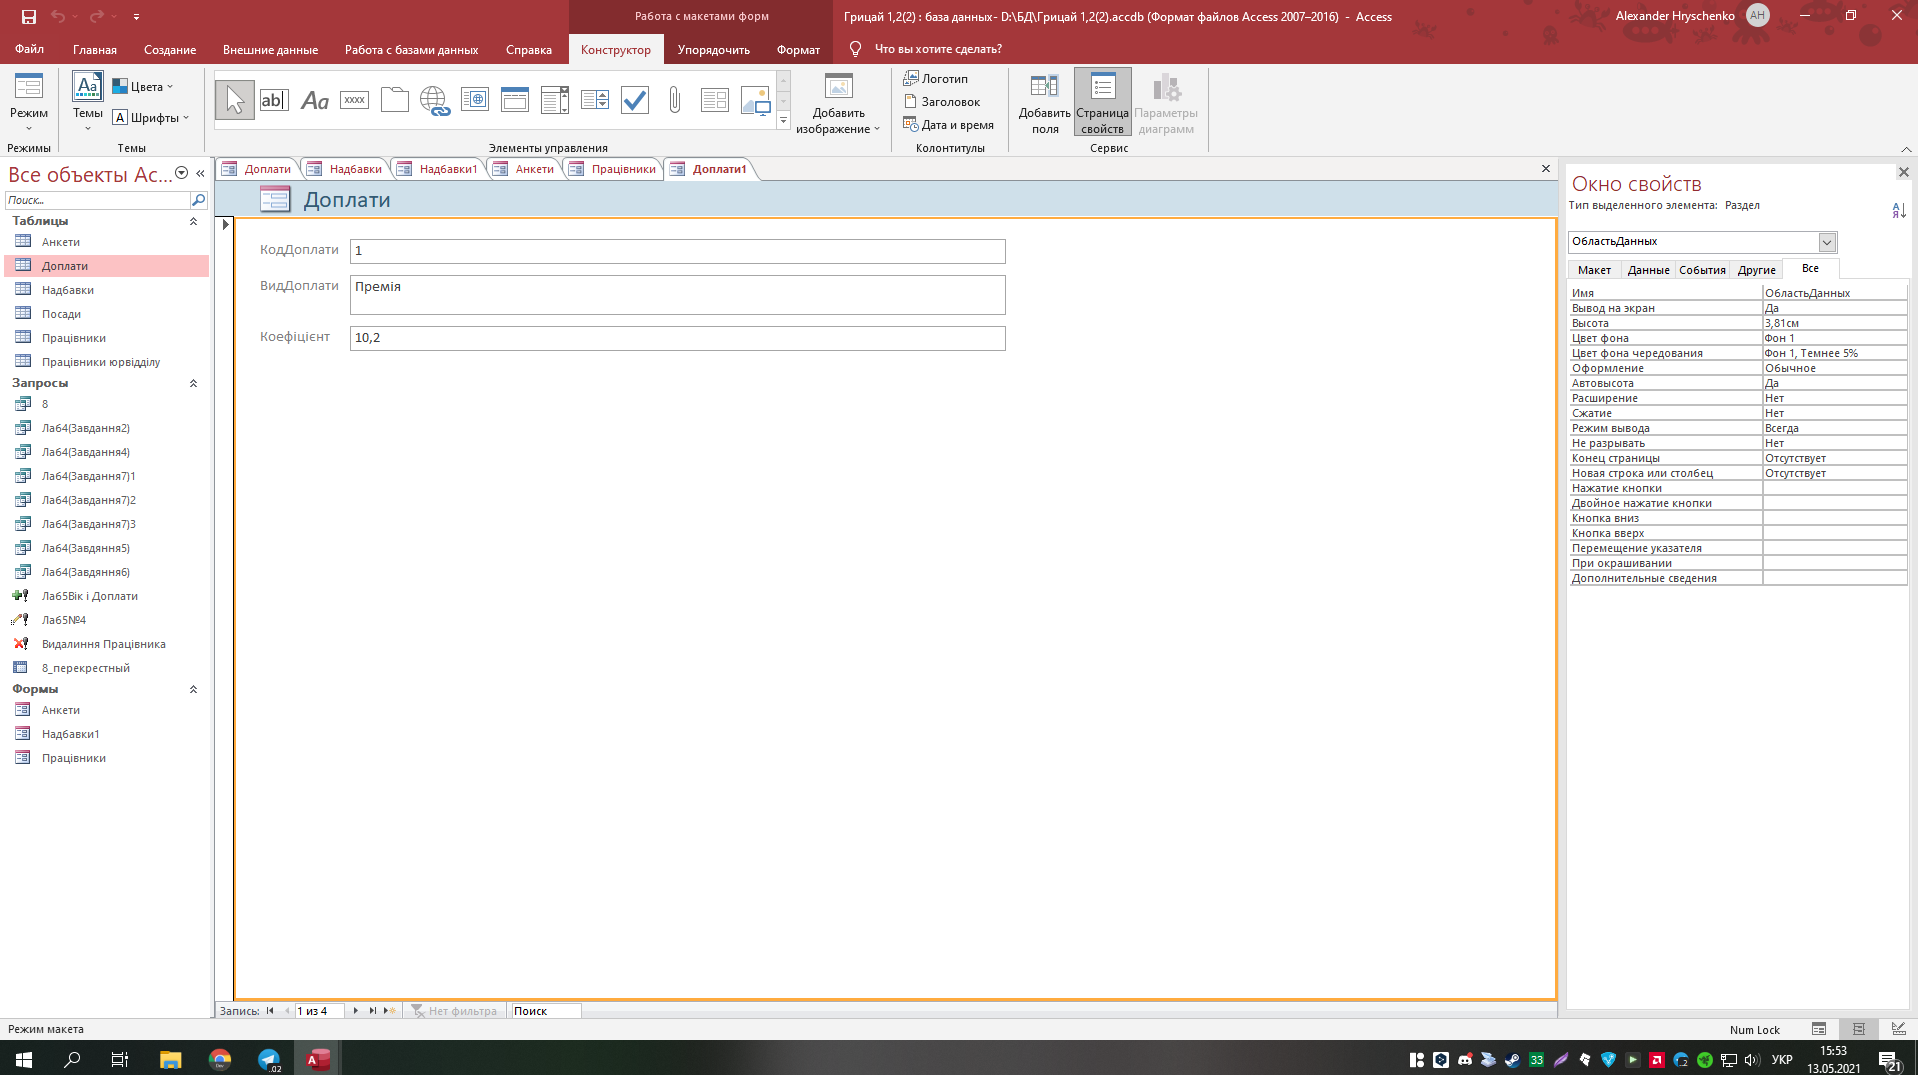 Работа с макетами форм
Грицай 1,2(2) : база данных- D:\БД\Грицай 1,2(2).accdb (Формат файлов Access 2007–2016) - Access
Alexander Hryschenko
AH
Файл
Главная
Создание
Внешние данные
Работа с базами данных
Справка
Конструктор
Упорядочить
Формат
Что вы хотите сделать?
Режим
Режимы
Aa
Темы
Цвета
A Шрифты
Темы
ab|
Aa
xxxx
Элементы управления
Добавить
изображение
Логотип
Заголовок
Дата и время
Колонтитулы
Добавить
поля
Страница
свойств
Параметры
диаграмм
Сервис
Все объекты Ac...
Поиск...
Таблицы
Анкети
Доплати
Надбавки
Посади
Працівники
Працівники юрвідділу
Запросы
8
Лаб4(Завдання2)
Лаб4(Завдання4)
Лаб4(Завдання7)1
Лаб4(Завдання7)2
Лаб4(Завдання7)3
Лаб4(Завдяння5)
Лаб4(Завдяння6)
Лаб5Вік і Доплати
Лаб5№4
Видалиння Працівника
8_перекрестный
Формы
Анкети
Надбавки1
Працівники
Доплати
Надбавки
Надбавки1
Анкети
Працівники
Доплати1
Доплати
КодДоплати 1
ВидДоплати Премія
Коефіцієнт 10,2
Запись:
1 из 4
Нет фильтра
Поиск
Окно свойств
Тип выделенного элемента: Раздел
ОбластьДанных
Макет
Данные
События
Другие
Все
Имя ОбластьДанных
Вывод на экран Да
Высота 3,81см
Цвет фона Фон 1
Цвет фона чередования Фон 1, Темнее 5%
Оформление Обычное
Автовысота Да
Расширение Нет
Сжатие Нет
Режим вывода Всегда
Не разрывать Нет
Конец страницы Отсутствует
Новая строка или столбец Отсутствует
Нажатие кнопки
Двойное нажатие кнопки
Кнопка вниз
Кнопка вверх
Перемещение указателя
При окрашивании
Дополнительные сведения
Режим макета
Num Lock
33
УКР
15:53
13.05.2021
21